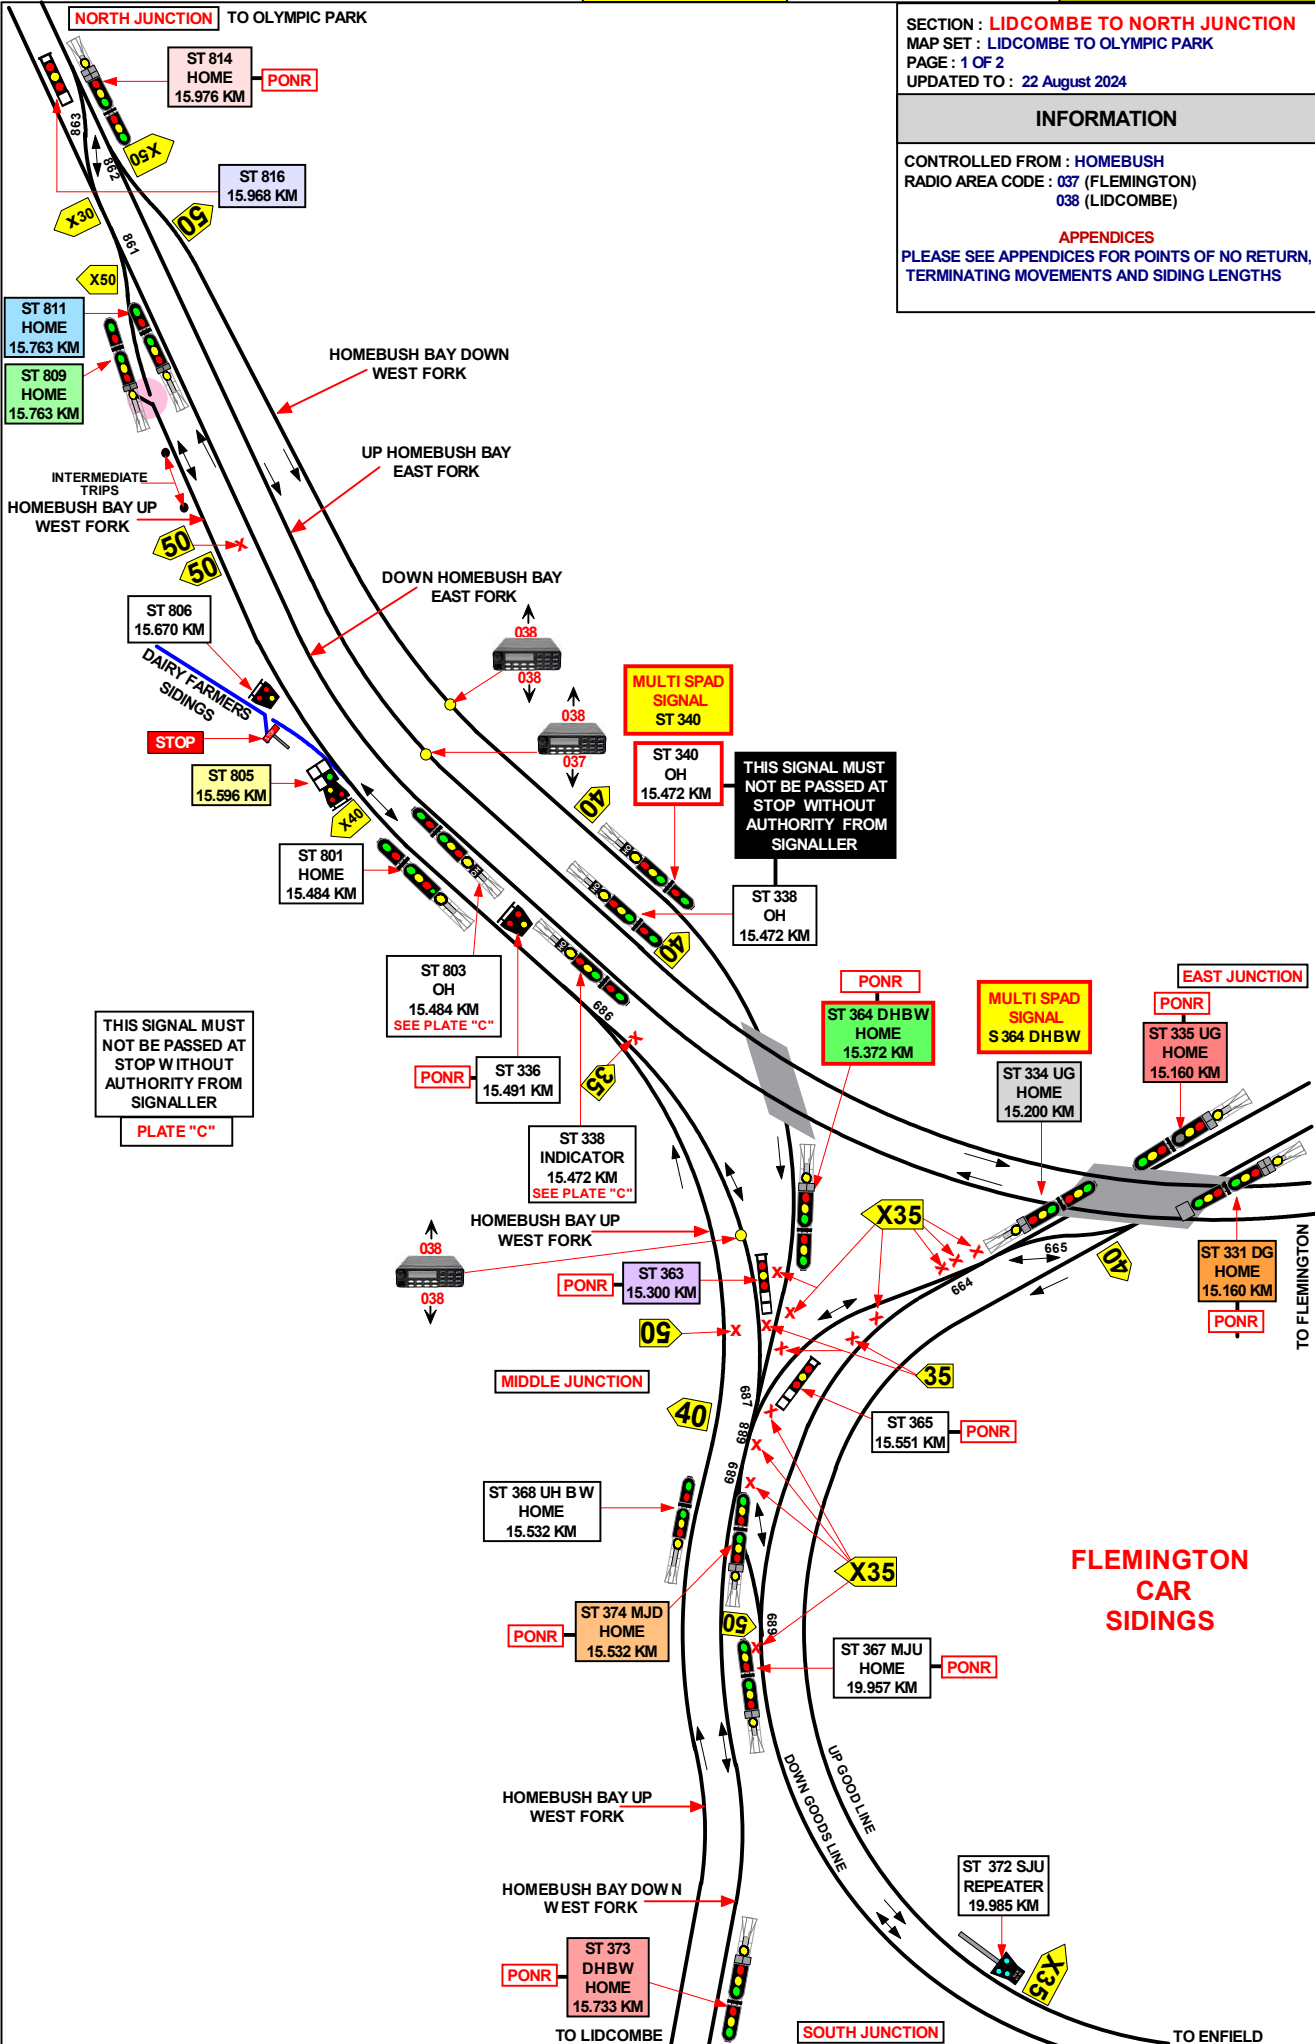 NORTH JUNCTION
TO OLYMPIC PARK
SECTION : LIDCOMBE TO NORTH JUNCTION
MAP SET : LIDCOMBE TO OLYMPIC PARK
PAGE : 1 OF 2
UPDATED TO : 22 August 2024
INFORMATION
CONTROLLED FROM : HOMEBUSH
RADIO AREA CODE : 037 (FLEMINGTON)
038 (LIDCOMBE)
APPENDICES
PLEASE SEE APPENDICES FOR POINTS OF NO RETURN,
TERMINATING MOVEMENTS AND SIDING LENGTHS
ST 814
HOME
15.976 KM
PONR
863
862
X50
ST 816
15.968 KM
X30
50
861
X50
ST 811
HOME
15.763 KM
ST 809
HOME
15.763 KM
HOMEBUSH BAY DOWN
WEST FORK
UP HOMEBUSH BAY
EAST FORK
INTERMEDIATE
TRIPS
HOMEBUSH BAY UP
WEST FORK
50
50
DOWN HOMEBUSH BAY
EAST FORK
ST 806
15.670 KM
DAIRY FARMERS
SIDINGS
STOP
038
038
038
037
MULTI SPAD
SIGNAL
ST 340
ST 340
OH
15.472 KM
THIS SIGNAL MUST
NOT BE PASSED AT
STOP WITHOUT
AUTHORITY FROM
SIGNALLER
ST 805
15.596 KM
X40
40
ST 801
HOME
15.484 KM
ST 338
OH
15.472 KM
40
ST 803
OH
15.484 KM
SEE PLATE "C"
PONR
ST 336
15.491 KM
686
35
THIS SIGNAL MUST
NOT BE PASSED AT
STOP WITHOUT
AUTHORITY FROM
SIGNALLER
PLATE "C"
PONR
ST 364 DHBW
HOME
15.372 KM
MULTI SPAD
SIGNAL
S 364 DHBW
EAST JUNCTION
PONR
ST 335 UG
HOME
15.160 KM
ST 334 UG
HOME
15.200 KM
ST 338
INDICATOR
15.472 KM
SEE PLATE "C"
HOMEBUSH BAY UP
WEST FORK
X35
665
664
40
ST 331 DG
HOME
15.160 KM
PONR
TO FLEMINGTON
038
038
PONR
ST 363
15.300 KM
50
35
MIDDLE JUNCTION
40
687
688
689
ST 365
15.551 KM
PONR
ST 368 UH B W
HOME
15.532 KM
X35
FLEMINGTON
CAR
SIDINGS
PONR
ST 374 MJD
HOME
15.532 KM
50
689
ST 367 MJU
HOME
19.957 KM
PONR
HOMEBUSH BAY UP
WEST FORK
DOWN GOODS LINE
UP GOOD LINE
HOMEBUSH BAY DOWN
WEST FORK
ST 372 SJU
REPEATER
19.985 KM
X35
PONR
ST 373
DHBW
HOME
15.733 KM
TO LIDCOMBE
SOUTH JUNCTION
TO ENFIELD